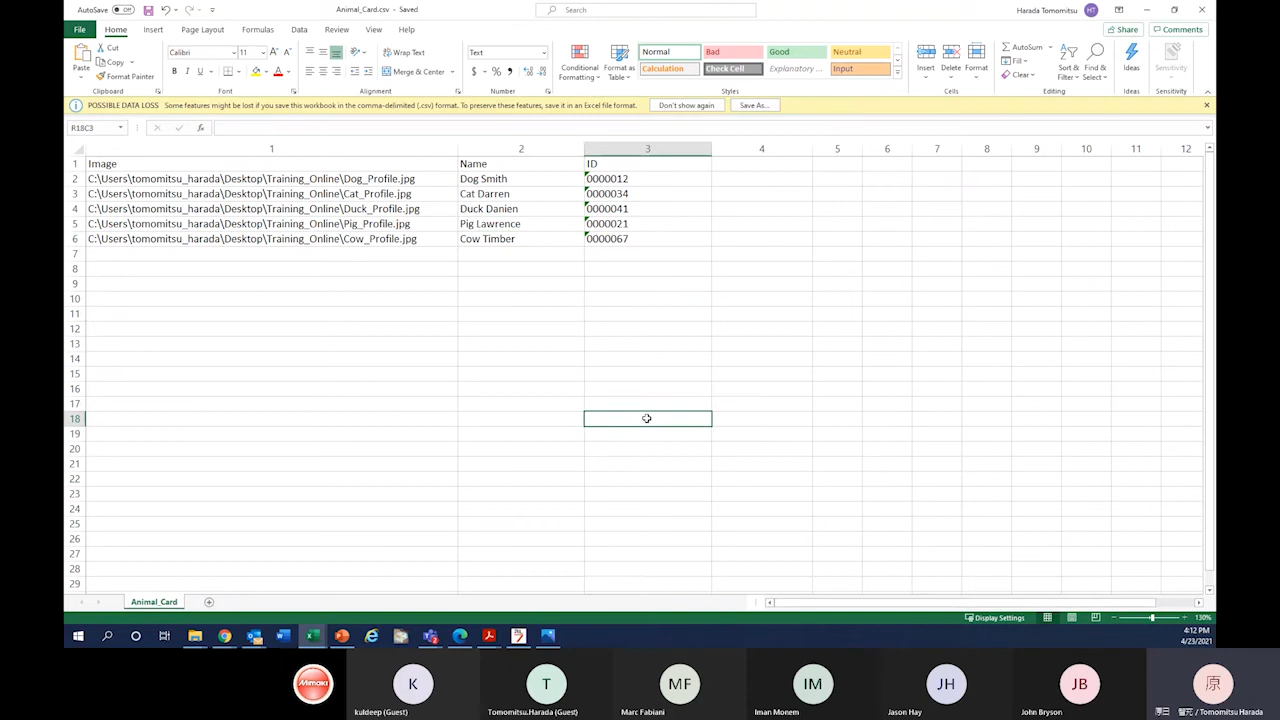 AutoSave Off
Animal_Card.csv - Saved
Search
Harada Tomomitsu HT
File Home Insert Page Layout Formulas Data Review View Help Share Comments
Paste Cut Copy Format Painter
Calibri 11
Wrap Text
Merge & Center
Text
Conditional Formatting Format as Table
Normal Bad Good Neutral
Calculation Check Cell Explanatory ... Input
Insert Delete Format
AutoSum Fill Clear
Sort & Filter Find & Select
Ideas Sensitivity
Clipboard Font Alignment Number Styles Cells Editing Ideas Sensitivity
POSSIBLE DATA LOSS Some features might be lost if you save this workbook in the comma-delimited (.csv) format. To preserve these features, save it in an Excel file format. Don't show again Save As...
R18C3
1 2 3 4 5 6 7 8 9 10 11 12
1 Image Name ID
2 C:\Users\tomomitsu_harada\Desktop\Training_Online\Dog_Profile.jpg Dog Smith 0000012
3 C:\Users\tomomitsu_harada\Desktop\Training_Online\Cat_Profile.jpg Cat Darren 0000034
4 C:\Users\tomomitsu_harada\Desktop\Training_Online\Duck_Profile.jpg Duck Danien 0000041
5 C:\Users\tomomitsu_harada\Desktop\Training_Online\Pig_Profile.jpg Pig Lawrence 0000021
6 C:\Users\tomomitsu_harada\Desktop\Training_Online\Cow_Profile.jpg Cow Timber 0000067
7
8
9
10
11
12
13
14
15
16
17
18
19
20
21
22
23
24
25
26
27
28
29
Animal_Card
Display Settings 130%
4:12 PM
4/23/2021
Mimaki K T MF IM JH JB 原
kuldeep (Guest) Tomomitsu.Harada (Guest) Marc Fabiani Iman Monem Jason Hay John Bryson / Tomomitsu Harada